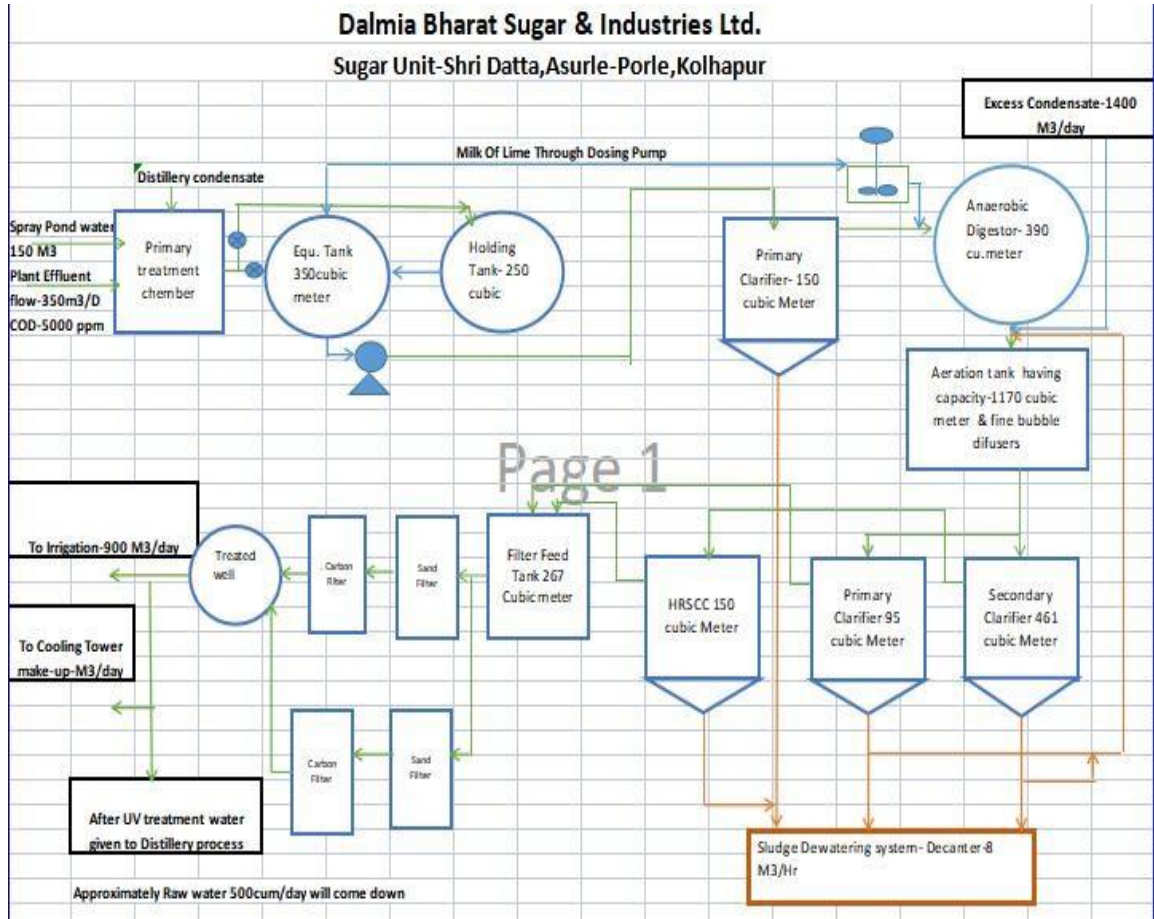 Dalmia Bharat Sugar & Industries Ltd.
Sugar Unit-Shri Datta,Asurle-Porle,Kolhapur
Excess Condensate-1400
M3/day
Milk Of Lime Through Dosing Pump
Distillery condensate
Spray Pond water
150 M3
Plant Effluent
flow-350m3/D
COD-5000 ppm
Primary
treatment
chember
Equ. Tank
350cubic
meter
Holding
Tank- 250
cubic
Primary
Clarifier- 150
cubic Meter
Anaerobic
Digestor- 390
cu.meter
Aeration tank having
capacity-1170 cubic
meter & fine bubble
difusers
Page 1
To Irrigation-900 M3/day
Treated
well
Carbon
Filter
Sand
Filter
Filter Feed
Tank 267
Cubic meter
HRSCC 150
cubic Meter
Primary
Clarifier 95
cubic Meter
Secondary
Clarifier 461
cubic Meter
To Cooling Tower
make-up-M3/day
Carbon
Filter
Sand
Filter
After UV treatment water
given to Distillery process
Sludge Dewatering system- Decanter-8
M3/Hr
Approximately Raw water 500cum/day will come down